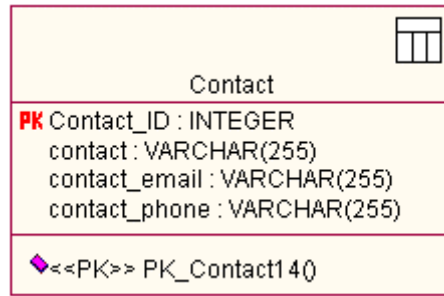 Contact
PK Contact_ID : INTEGER
contact : VARCHAR(255)
contact_email : VARCHAR(255)
contact_phone : VARCHAR(255)
<<PK>> PK_Contact14()